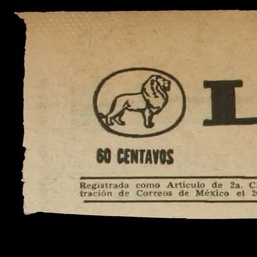 L
60 CENTAVOS
Registrado como Artículo de 2a. C
tración de Correos de México el 2